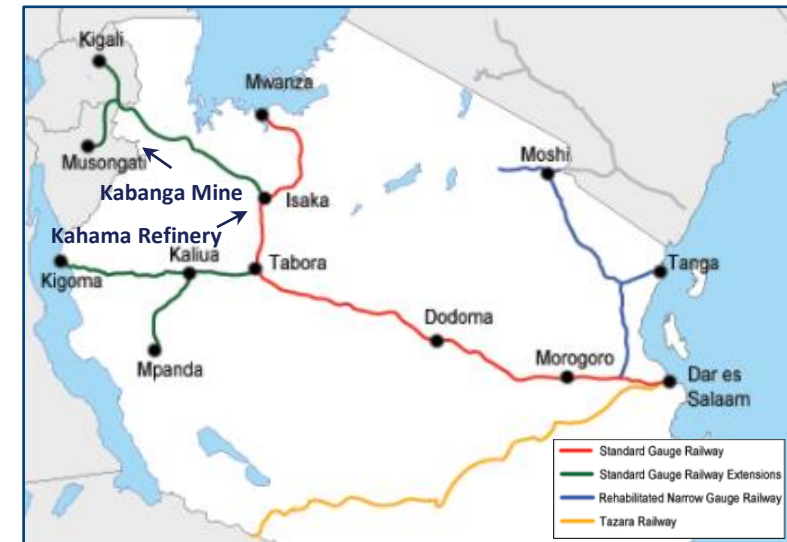 Kigali
Mwanza
Musongati
Moshi
Kabanga Mine
Isaka
Kahama Refinery
Kaliua
Tabora
Tanga
Kigoma
Dodoma
Mpanda
Morogoro
Dar es
Salaam
Standard Gauge Railway
Standard Gauge Railway Extensions
Rehabilitated Narrow Gauge Railway
Tazara Railway